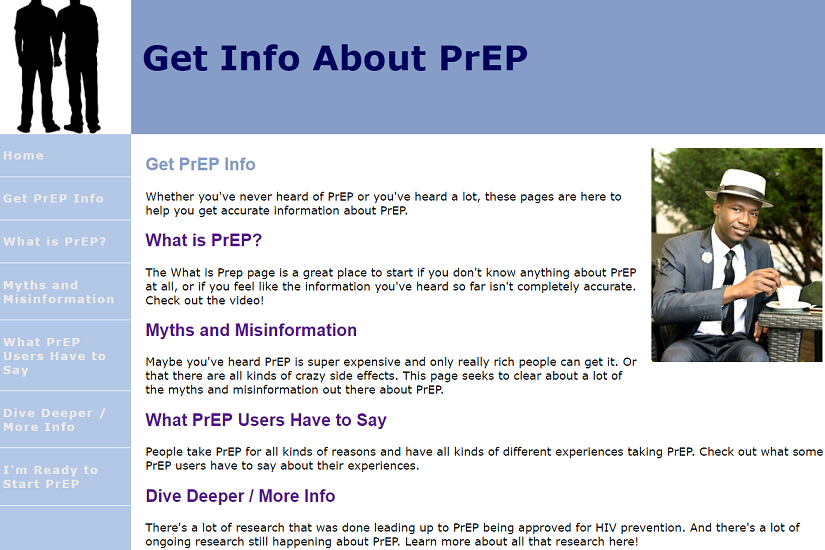 Get Info About PrEP
Home
Get PrEP Info
What is PrEP?
Myths and
Misinformation
What PrEP
Users Have to
Say
Dive Deeper /
More Info
I'm Ready to
Start PrEP
Get PrEP Info
Whether you've never heard of PrEP or you've heard a lot, these pages are here to
help you get accurate information about PrEP.
What is PrEP?
The What is Prep page is a great place to start if you don't know anything about PrEP
at all, or if you feel like the information you've heard so far isn't completely accurate.
Check out the video!
Myths and Misinformation
Maybe you've heard PrEP is super expensive and only really rich people can get it. Or
that there are all kinds of crazy side effects. This page seeks to clear about a lot of
the myths and misinformation out there about PrEP.
What PrEP Users Have to Say
People take PrEP for all kinds of reasons and have all kinds of different experiences taking PrEP. Check out what some
PrEP users have to say about their experiences.
Dive Deeper / More Info
There's a lot of research that was done leading up to PrEP being approved for HIV prevention. And there's a lot of
ongoing research still happening about PrEP. Learn more about all that research here!